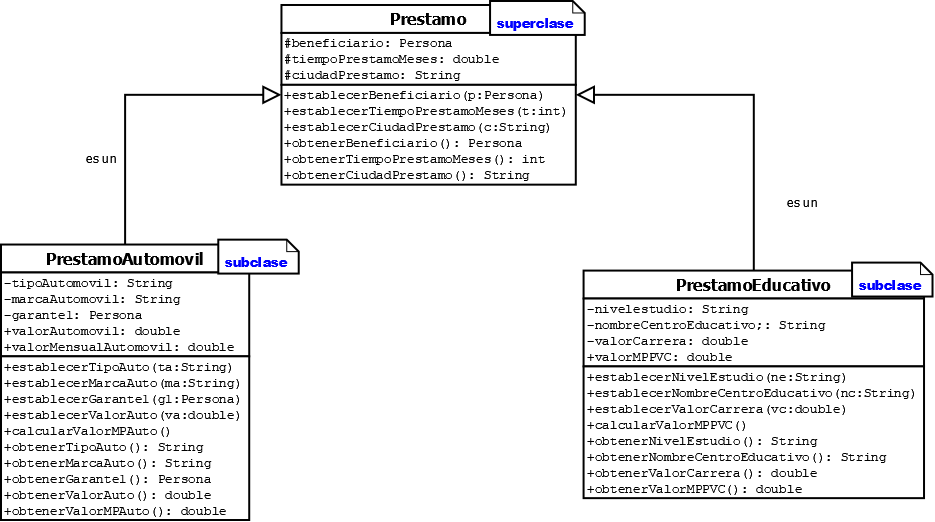 Prestamo
superclase
#beneficiario: Persona
#tiempoPrestamoMeses: double
#ciudadPrestamo: String
+establecerBeneficiario(p:Persona)
+establecerTiempoPrestamoMeses(t:int)
+establecerCiudadPrestamo(c:String)
+obtenerBeneficiario(): Persona
+obtenerTiempoPrestamoMeses(): int
+obtenerCiudadPrestamo(): String
es un
es un
PrestamoAutomovil
subclase
-tipoAutomovil: String
-marcaAutomovil: String
-garante1: Persona
+valorAutomovil: double
+valorMensualAutomovil: double
+establecerTipoAuto(ta:String)
+establecerMarcaAuto(ma:String)
+establecerGarante1(g1:Persona)
+establecerValorAuto(va:double)
+calcularValorMPAuto()
+obtenerTipoAuto(): String
+obtenerMarcaAuto(): String
+obtenerGarante1(): Persona
+obtenerValorAuto(): double
+obtenerValorMPAuto(): double
PrestamoEducativo
subclase
-nivelestudio: String
-nombreCentroEducativo;: String
-valorCarrera: double
+valorMPPVC: double
+establecerNivelEstudio(ne:String)
+establecerNombreCentroEducativo(nc:String)
+establecerValorCarrera(vc:double)
+calcularValorMPPVC()
+obtenerNivelEstudio(): String
+obtenerNombreCentroEducativo(): String
+obtenerValorCarrera(): double
+obtenerValorMPPVC(): double